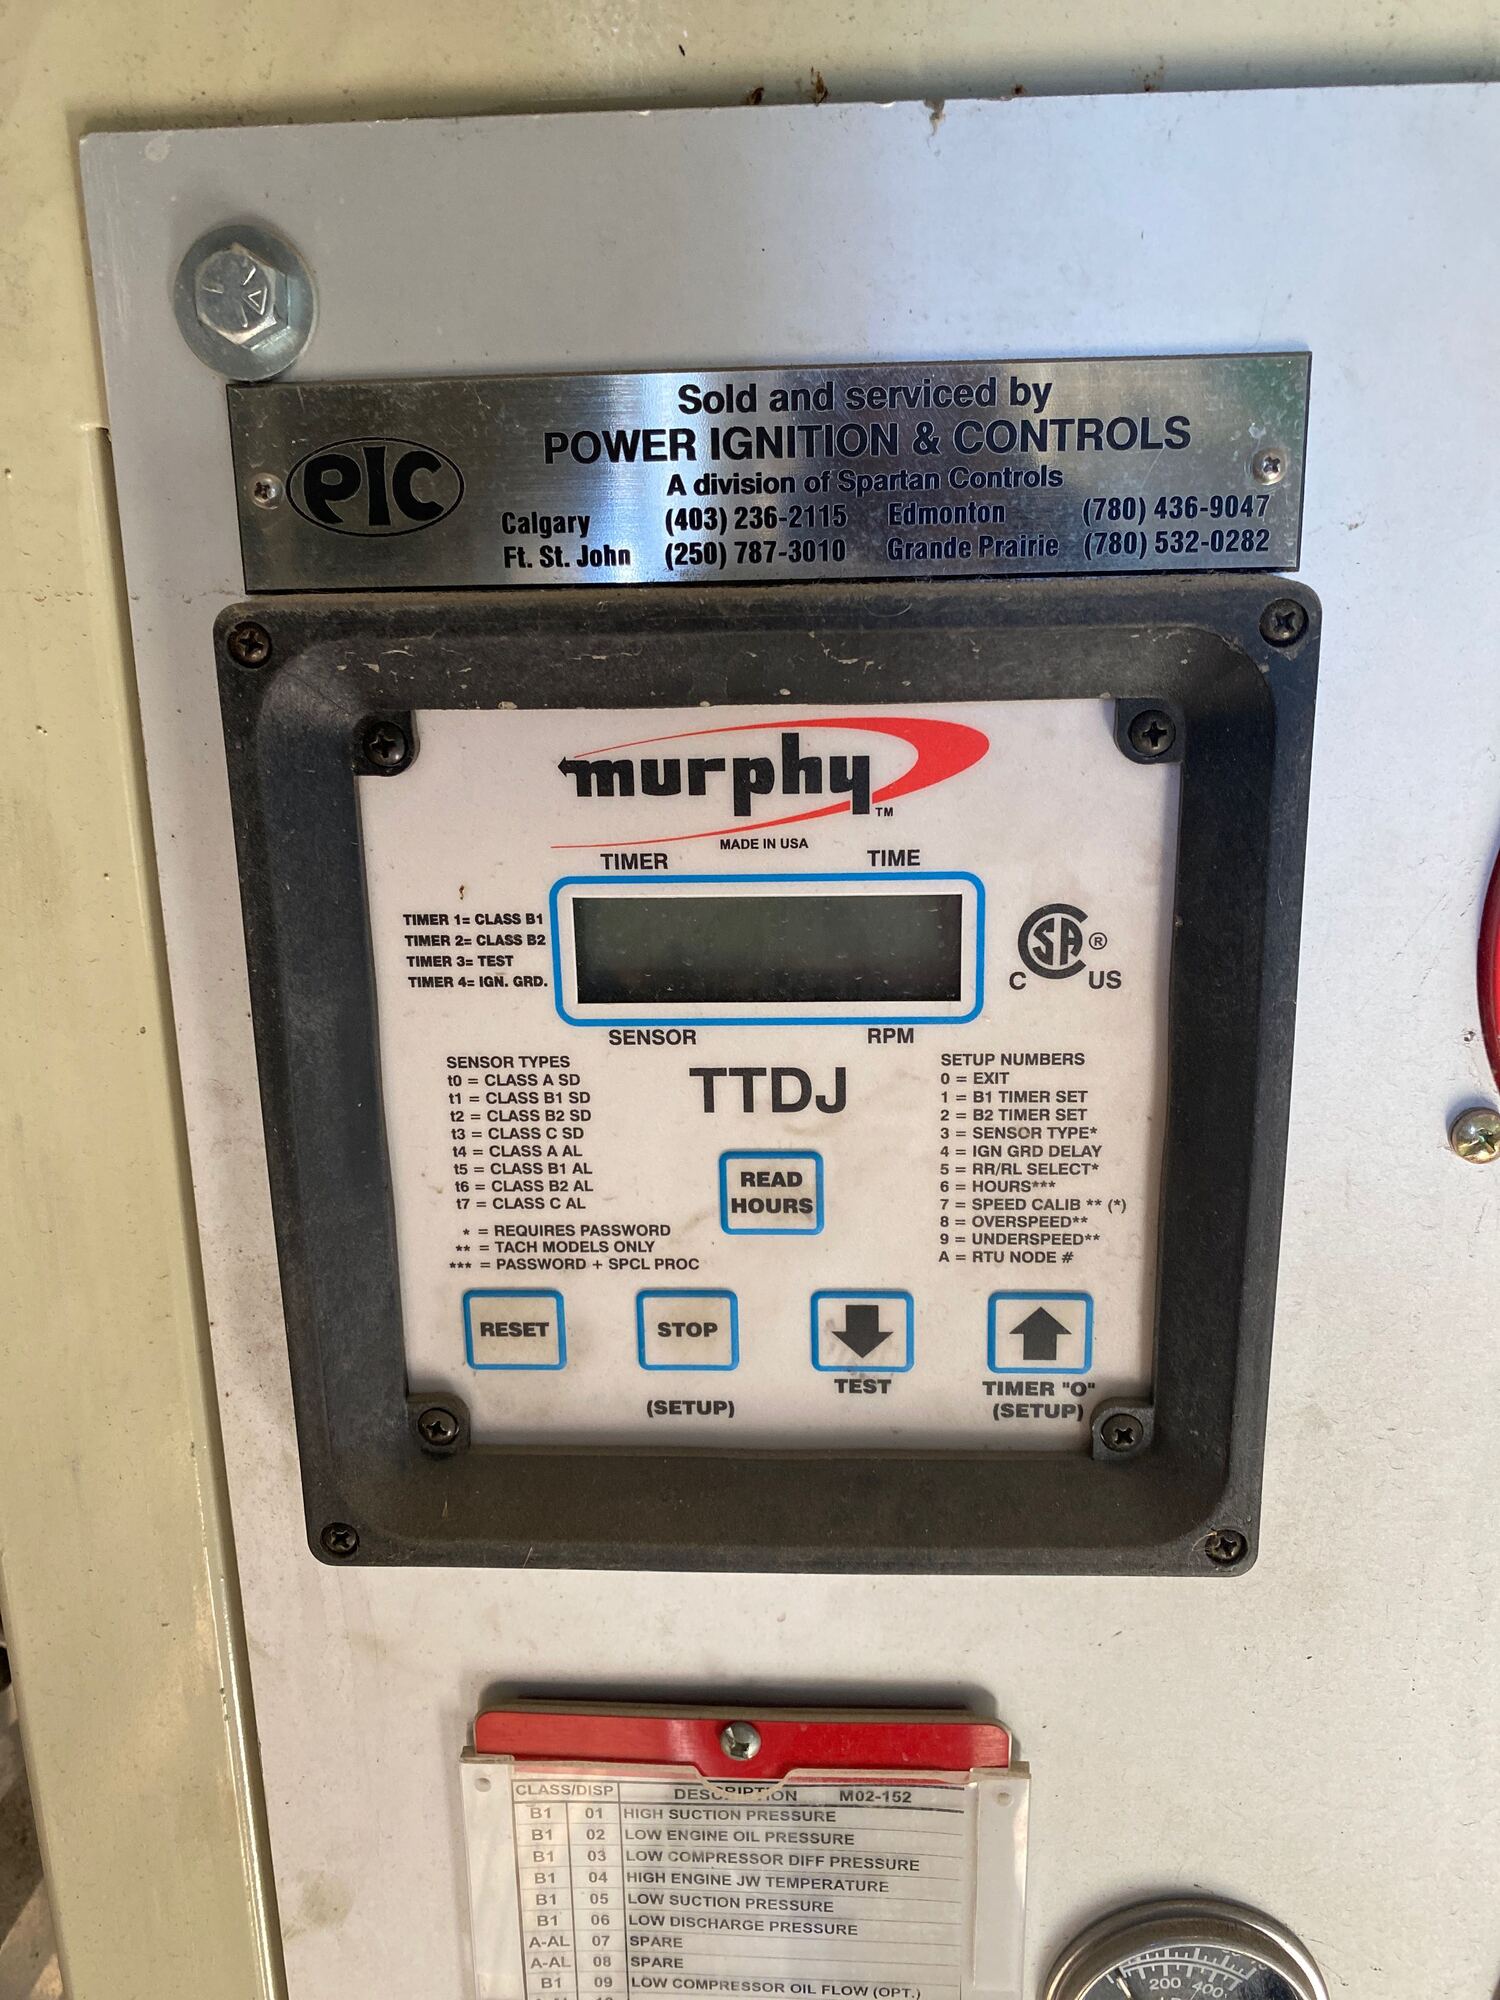 Sold and serviced by
PIC
POWER IGNITION & CONTROLS
A division of Spartan Controls
Calgary (403) 236-2115 Edmonton (780) 436-9047
Ft. St. John (250) 787-3010 Grande Prairie (780) 532-0282
murphy TM
MADE IN USA
TIMER TIME
TIMER 1= CLASS B1
TIMER 2= CLASS B2
TIMER 3= TEST
TIMER 4= IGN. GRD.
CSA ®
C US
SENSOR RPM
TTDJ
SENSOR TYPES
t0 = CLASS A SD
t1 = CLASS B1 SD
t2 = CLASS B2 SD
t3 = CLASS C SD
t4 = CLASS A AL
t5 = CLASS B1 AL
t6 = CLASS B2 AL
t7 = CLASS C AL
* = REQUIRES PASSWORD
** = TACH MODELS ONLY
*** = PASSWORD + SPCL PROC
READ
HOURS
SETUP NUMBERS
0 = EXIT
1 = B1 TIMER SET
2 = B2 TIMER SET
3 = SENSOR TYPE*
4 = IGN GRD DELAY
5 = RR/RL SELECT*
6 = HOURS***
7 = SPEED CALIB ** (*)
8 = OVERSPEED**
9 = UNDERSPEED**
A = RTU NODE #
RESET
STOP
(SETUP)
TEST
TIMER "O"
(SETUP)
CLASS/DISP DESCRIPTION M02-152
B1 01 HIGH SUCTION PRESSURE
B1 02 LOW ENGINE OIL PRESSURE
B1 03 LOW COMPRESSOR DIFF PRESSURE
B1 04 HIGH ENGINE JW TEMPERATURE
B1 05 LOW SUCTION PRESSURE
B1 06 LOW DISCHARGE PRESSURE
A-AL 07 SPARE
A-AL 08 SPARE
B1 09 LOW COMPRESSOR OIL FLOW (OPT.)
200 400